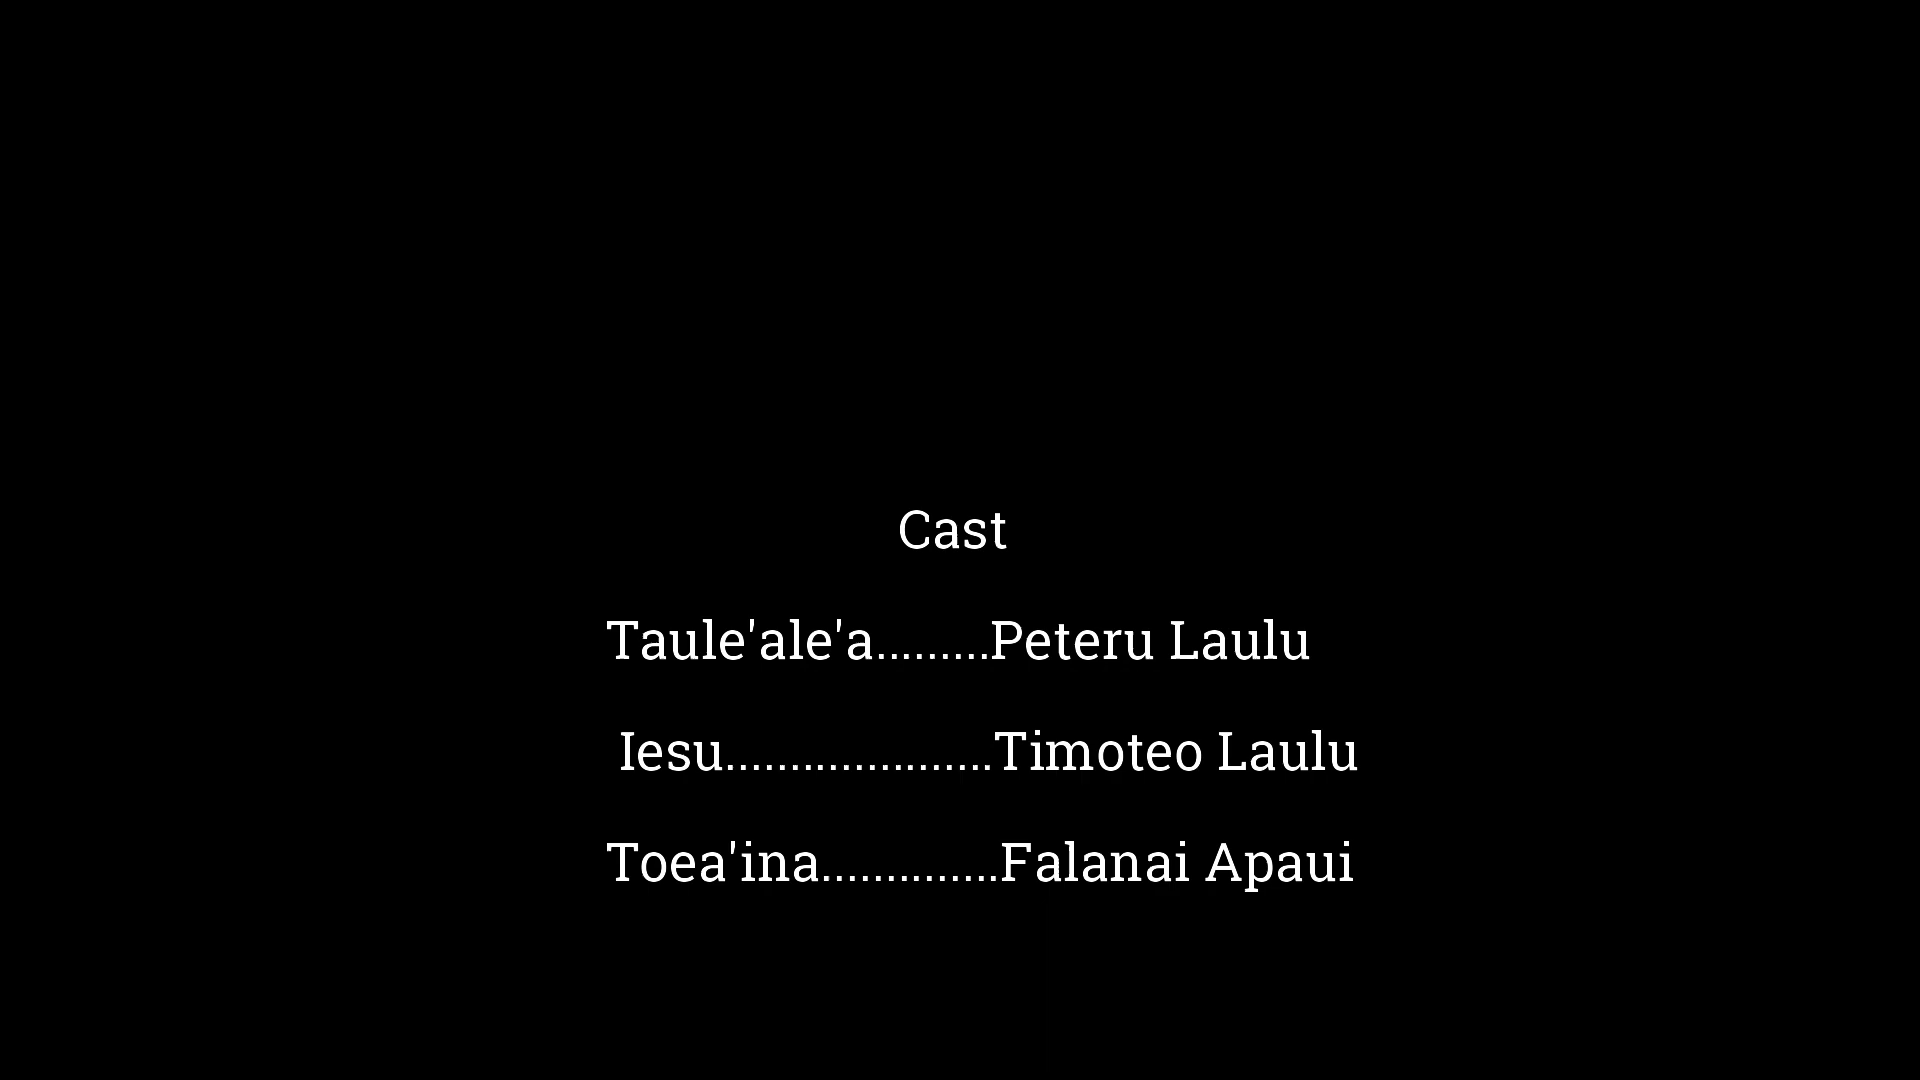 Cast
Taule'ale'a.........Peteru Laulu
Iesu.....................Timoteo Laulu
Toea'ina..............Falanai Apaui